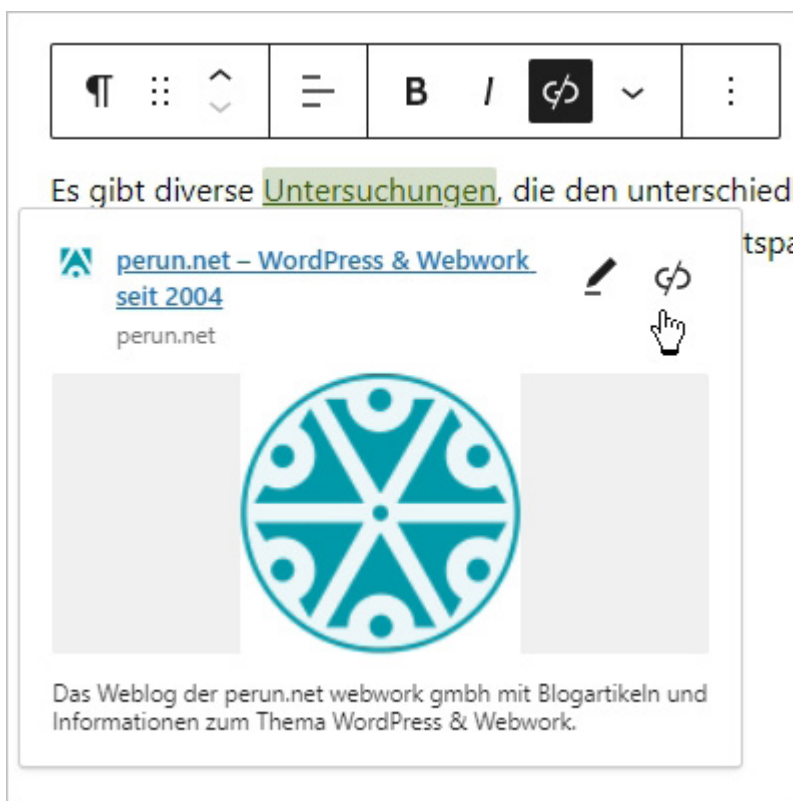 B I
Es gibt diverse Untersuchungen, die den unterschied
tspa
perun.net – WordPress & Webwork
seit 2004
perun.net
Das Weblog der perun.net webwork gmbh mit Blogartikeln und
Informationen zum Thema WordPress & Webwork.